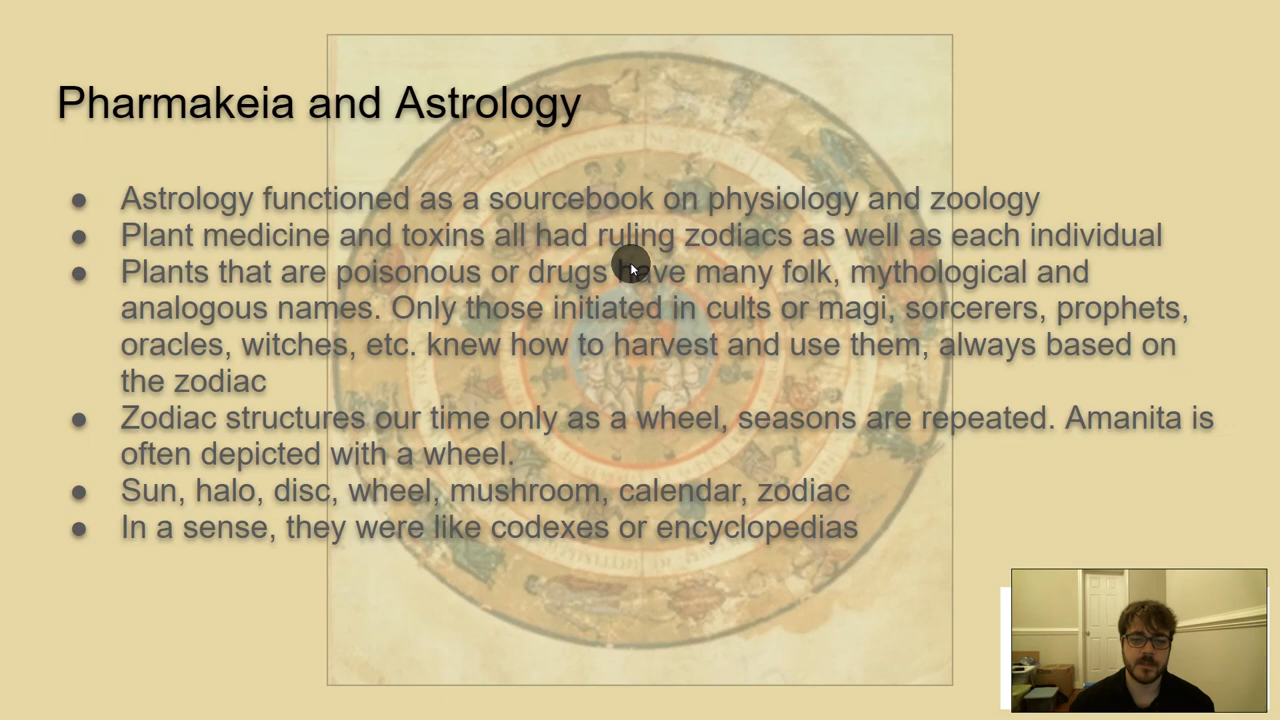 Pharmakeia and Astrology
● Astrology functioned as a sourcebook on physiology and zoology
● Plant medicine and toxins all had ruling zodiacs as well as each individual
● Plants that are poisonous or drugs have many folk, mythological and
analogous names. Only those initiated in cults or magi, sorcerers, prophets,
oracles, witches, etc. knew how to harvest and use them, always based on
the zodiac
● Zodiac structures our time only as a wheel, seasons are repeated. Amanita is
often depicted with a wheel.
● Sun, halo, disc, wheel, mushroom, calendar, zodiac
● In a sense, they were like codexes or encyclopedias